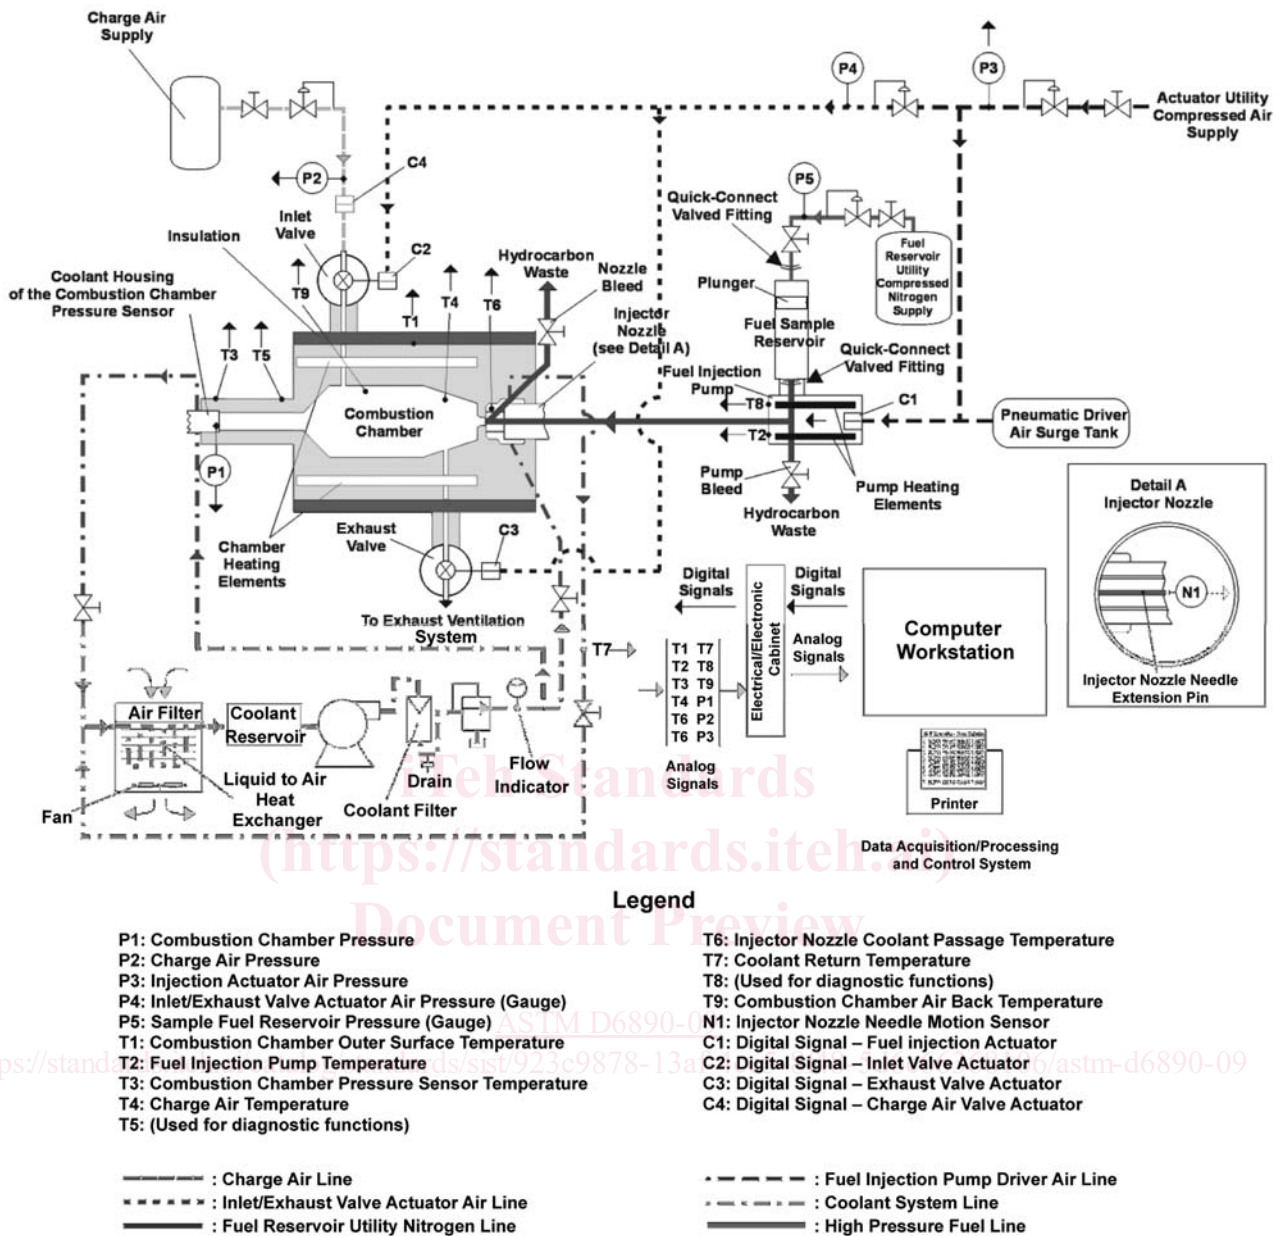 Charge Air
Supply
P4
P3
Actuator Utility
Compressed Air
Supply
P2
C4
P5
Quick-Connect
Valved Fitting
Inlet
Valve
Insulation
C2
Hydrocarbon
Waste
Nozzle
Bleed
Fuel
Reservoir
Utility
Compressed
Nitrogen
Supply
Coolant Housing
of the Combustion Chamber
Pressure Sensor
T9
T1
T4
T6
Plunger
Injector
Nozzle
(see Detail A)
Fuel Sample
Reservoir
Quick-Connect
Valved Fitting
T3
T5
Fuel Injection
Pump
T8
C1
Combustion
Chamber
T2
Pneumatic Driver
Air Surge Tank
P1
Pump
Bleed
Pump Heating
Elements
Hydrocarbon
Waste
Detail A
Injector Nozzle
N1
Injector Nozzle Needle
Extension Pin
Exhaust
Valve
C3
Chamber
Heating
Elements
To Exhaust Ventilation
System
Digital
Signals
Digital
Signals
Analog
Signals
Electrical/Electronic
Cabinet
Computer
Workstation
T7
T1 T7
T2 T8
T3 T9
T4 P1
T6 P2
T6 P3
Analog
Signals
Air Filter
Coolant
Reservoir
Liquid to Air
Heat
Exchanger
Fan
Coolant Filter
Drain
Flow
Indicator
Printer
Data Acquisition/Processing
and Control System
iTeh Standards
(https://standards.iteh.ai)
Document Preview
Legend
P1: Combustion Chamber Pressure
P2: Charge Air Pressure
P3: Injection Actuator Air Pressure
P4: Inlet/Exhaust Valve Actuator Air Pressure (Gauge)
P5: Sample Fuel Reservoir Pressure (Gauge)
T1: Combustion Chamber Outer Surface Temperature
T2: Fuel Injection Pump Temperature
T3: Combustion Chamber Pressure Sensor Temperature
T4: Charge Air Temperature
T5: (Used for diagnostic functions)
T6: Injector Nozzle Coolant Passage Temperature
T7: Coolant Return Temperature
T8: (Used for diagnostic functions)
T9: Combustion Chamber Air Back Temperature
N1: Injector Nozzle Needle Motion Sensor
C1: Digital Signal – Fuel injection Actuator
C2: Digital Signal – Inlet Valve Actuator
C3: Digital Signal – Exhaust Valve Actuator
C4: Digital Signal – Charge Air Valve Actuator
ASTM D6890-0
/astm-d6890-09
: Charge Air Line
: Inlet/Exhaust Valve Actuator Air Line
: Fuel Reservoir Utility Nitrogen Line
: Fuel Injection Pump Driver Air Line
: Coolant System Line
: High Pressure Fuel Line